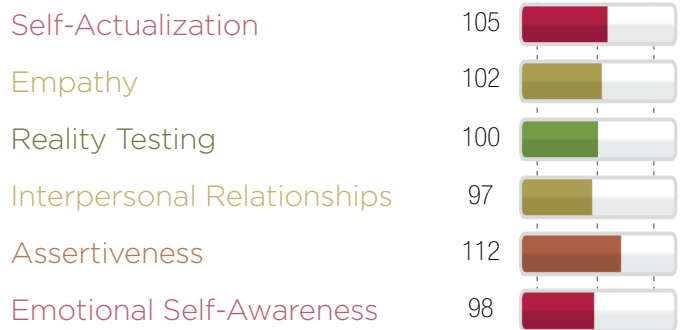 Self-Actualization 105
Empathy 102
Reality Testing 100
Interpersonal Relationships 97
Assertiveness 112
Emotional Self-Awareness 98